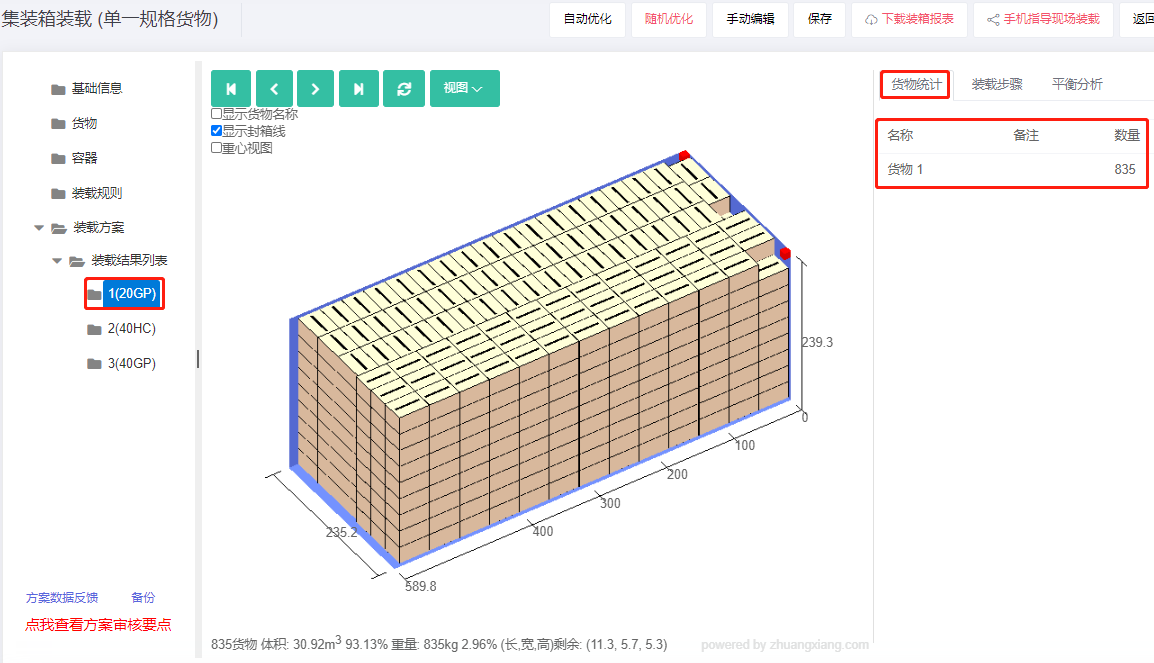 集装箱装载 (单一规格货物)
自动优化 随机优化 手动编辑 保存 下载装箱报表 手机指导现场装载 返回
基础信息
货物
容器
装载规则
装载方案
装载结果列表
1(20GP)
2(40HC)
3(40GP)
方案数据反馈 备份
点我查看方案审核要点
视图
显示货物名称
显示封箱线
重心视图
239.3
0
100
200
300
400
589.8
235.2
835货物 体积: 30.92m3 93.13% 重量: 835kg 2.96% (长,宽,高)剩余: (11.3, 5.7, 5.3)
powered by zhuangxiang.com
货物统计 装载步骤 平衡分析
名称 备注 数量
货物 1 835